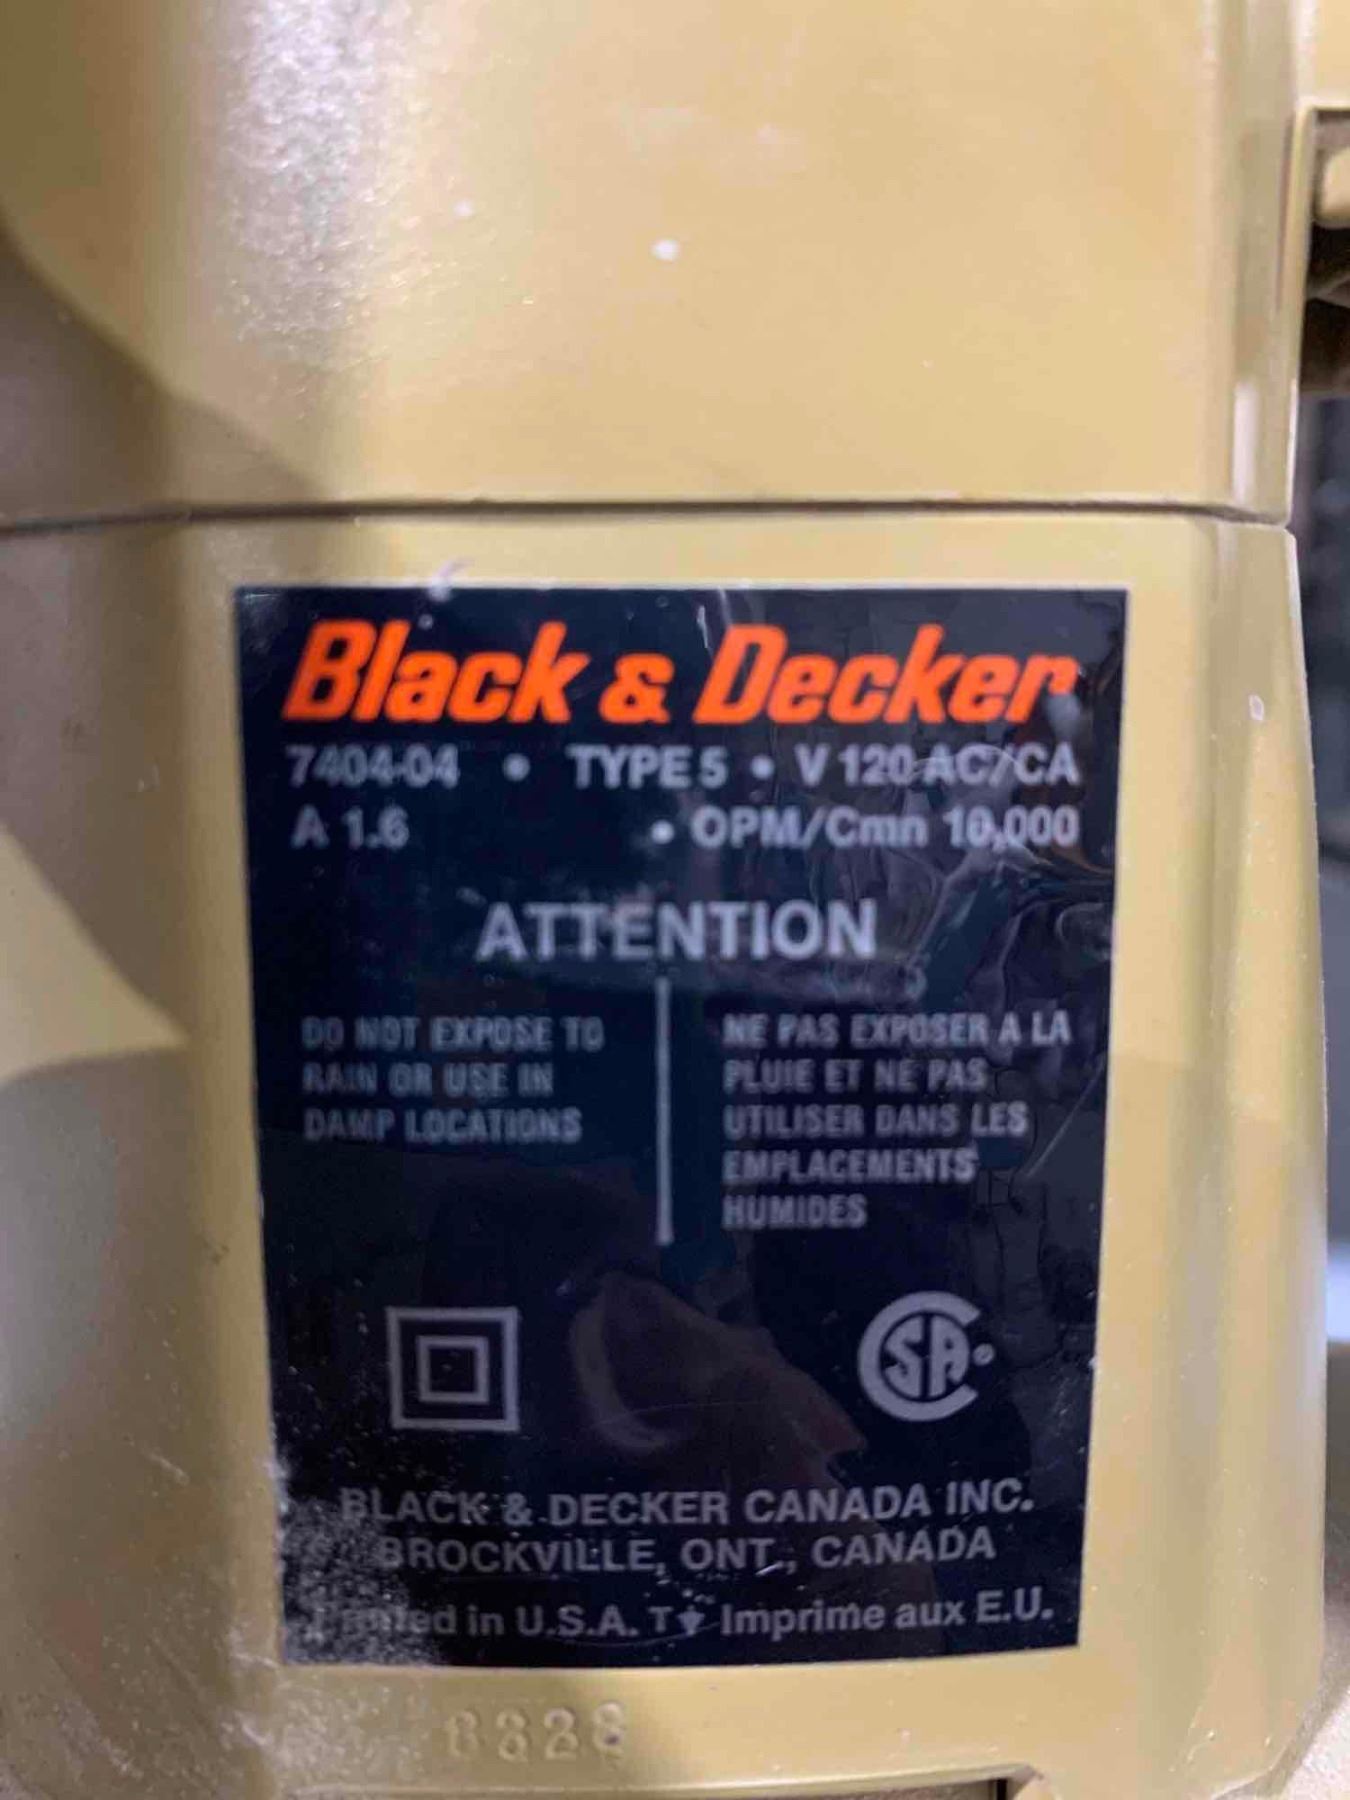 Black & Decker
7404-04 • TYPE 5 • V 120 AC/CA
A 1.6 • OPM/Cmn 10,000
ATTENTION
DO NOT EXPOSE TO
RAIN OR USE IN
DAMP LOCATIONS
NE PAS EXPOSER A LA
PLUIE ET NE PAS
UTILISER DANS LES
EMPLACEMENTS
HUMIDES
CSA
BLACK & DECKER CANADA INC.
BROCKVILLE, ONT., CANADA
Printed in U.S.A. T Imprime aux E.U.